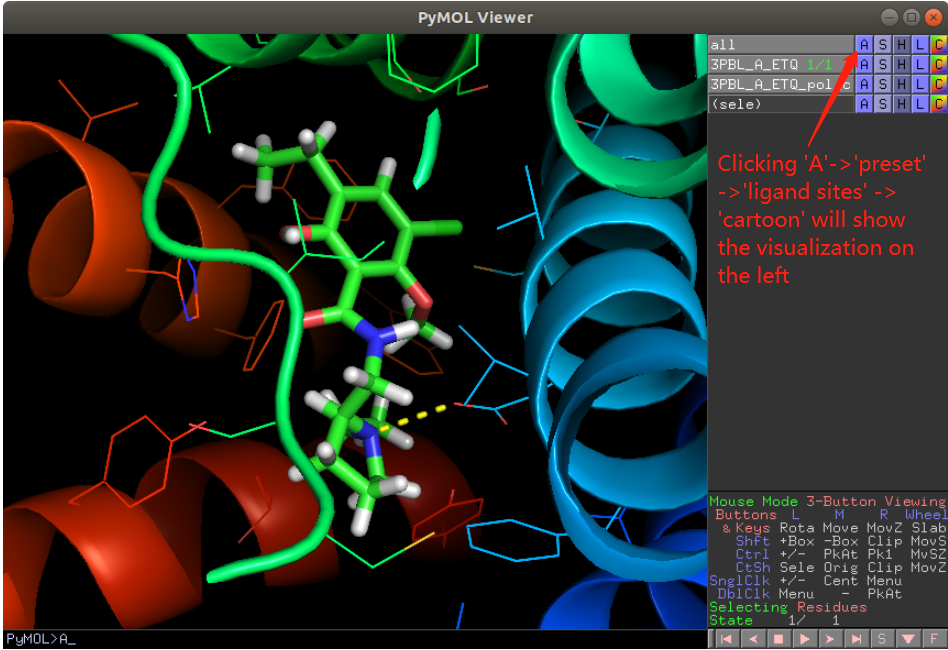 PyMOL Viewer
all A S H L C
3PBL_A_ETQ 1/1 A S H L C
3PBL_A_ETQ_pol c A S H L C
(sele) A S H L C
Clicking 'A'->'preset'
->'ligand sites' ->
'cartoon' will show
the visualization on
the left
Mouse Mode 3-Button Viewing
Buttons L M R Wheel
& Keys Rota Move MovZ Slab
Shft +Box -Box Clip MovS
Ctrl +/- PkAt Pk1 MvSZ
CtSh Sele Orig Clip MovZ
SnglClk +/- Cent Menu
DblClk Menu - PkAt
Selecting Residues
State 1/ 1
S F
PyMOL>A_